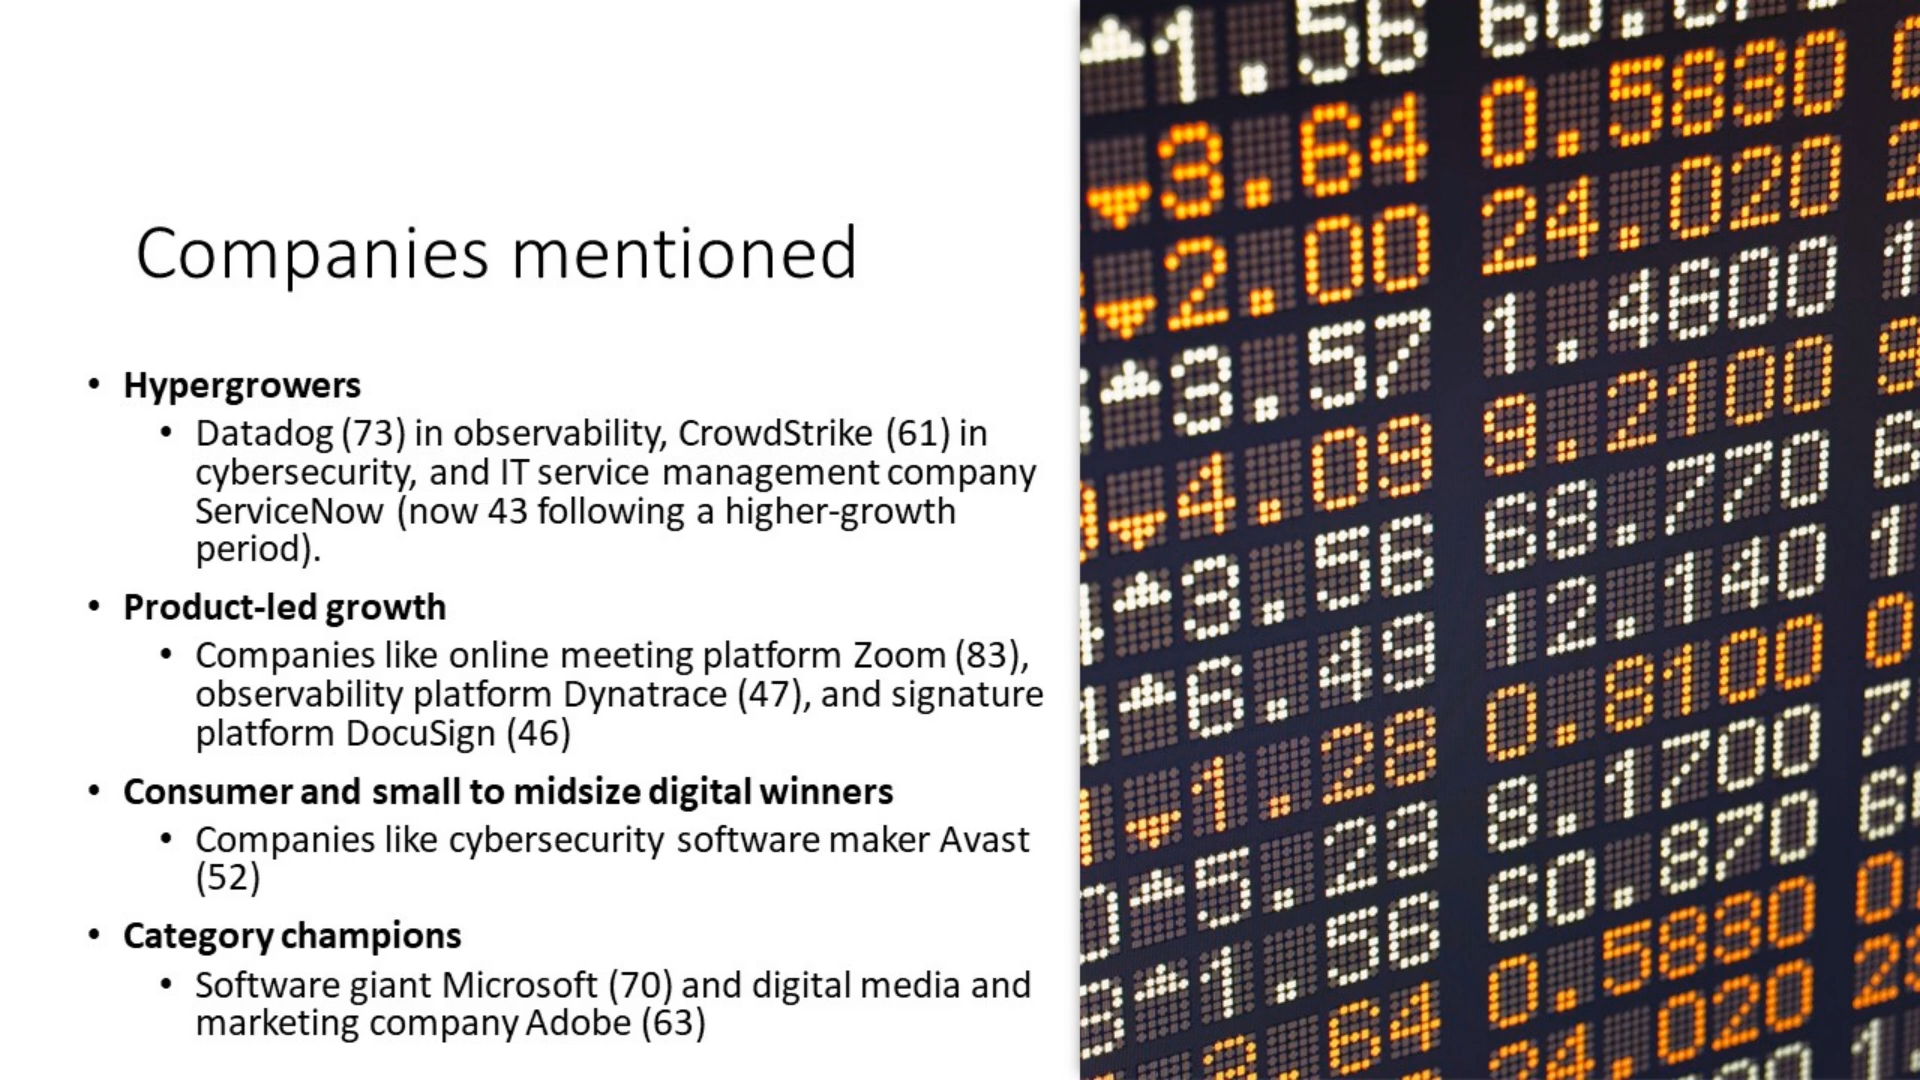 Companies mentioned
• Hypergrowers
• Datadog (73) in observability, CrowdStrike (61) in
cybersecurity, and IT service management company
ServiceNow (now 43 following a higher-growth
period).
• Product-led growth
• Companies like online meeting platform Zoom (83),
observability platform Dynatrace (47), and signature
platform DocuSign (46)
• Consumer and small to midsize digital winners
• Companies like cybersecurity software maker Avast
(52)
• Category champions
• Software giant Microsoft (70) and digital media and
marketing company Adobe (63)
1.56
3.64 0.5890
2.00 24.020
3.57 1.4600
4.09 9.2100
3.56 68.770
6.49 12.140
1.28 0.8100
5.29 8.1700
1.56 60.870